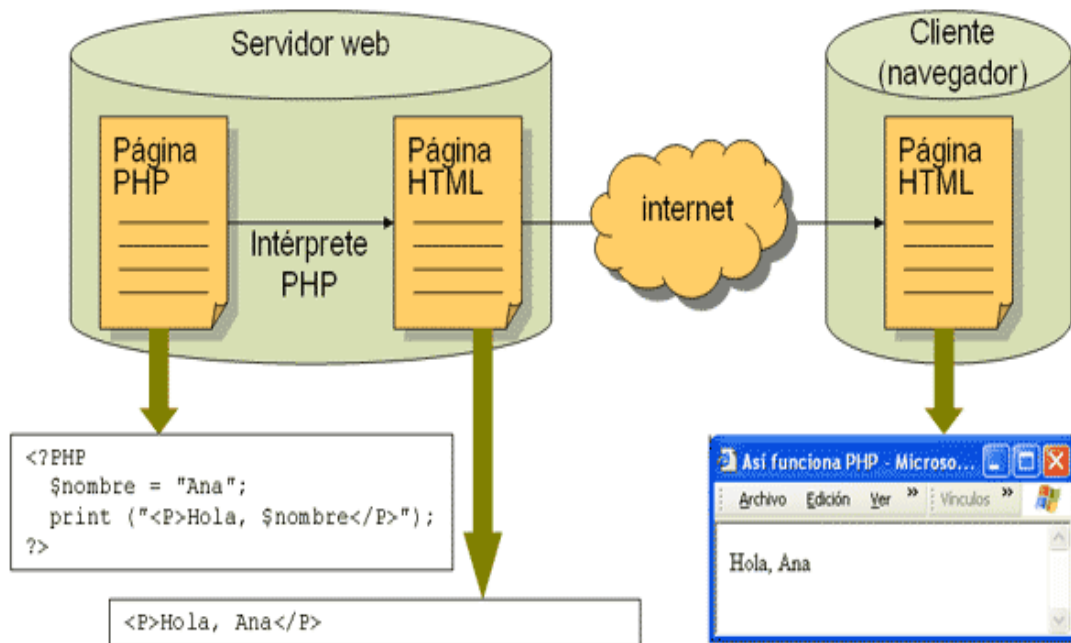 Servidor web
Cliente
(navegador)
Página
PHP
Página
HTML
Página
HTML
Intérprete
PHP
internet
<?PHP
$nombre = "Ana";
print ("<P>Hola, $nombre</P>");
?>
<P>Hola, Ana</P>
Así funciona PHP - Microso...
Archivo Edición Ver » Vínculos »
Hola, Ana